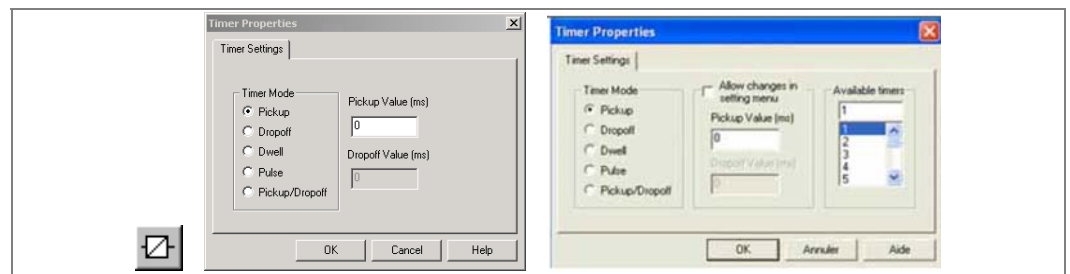 Timer Properties
Timer Settings
Timer Mode
Pickup
Dropoff
Dwell
Pulse
Pickup/Dropoff
Pickup Value (ms)
0
Dropoff Value (ms)
0
OK Cancel Help
Timer Properties
Timer Settings
Timer Mode
Pickup
Dropoff
Dwell
Pulse
Pickup/Dropoff
Allow changes in
setting menu
Pickup Value (ms)
0
Dropoff Value (ms)
0
Available timers
1
1
2
3
4
5
OK Annuler Aide